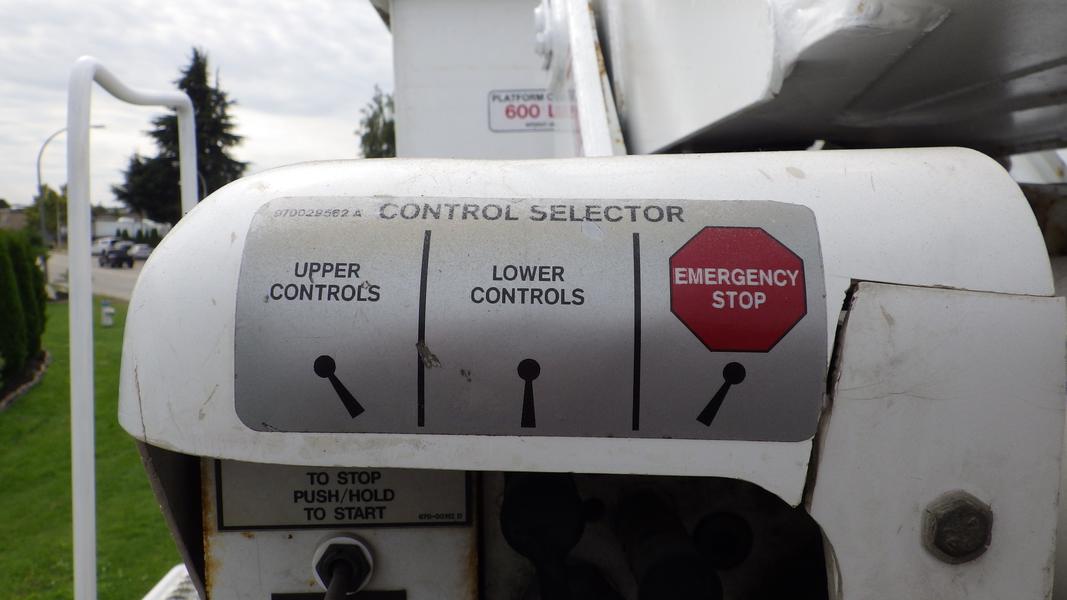 PLATFORM
600
970029562 A CONTROL SELECTOR
UPPER
CONTROLS
LOWER
CONTROLS
EMERGENCY
STOP
TO STOP
PUSH/HOLD
TO START